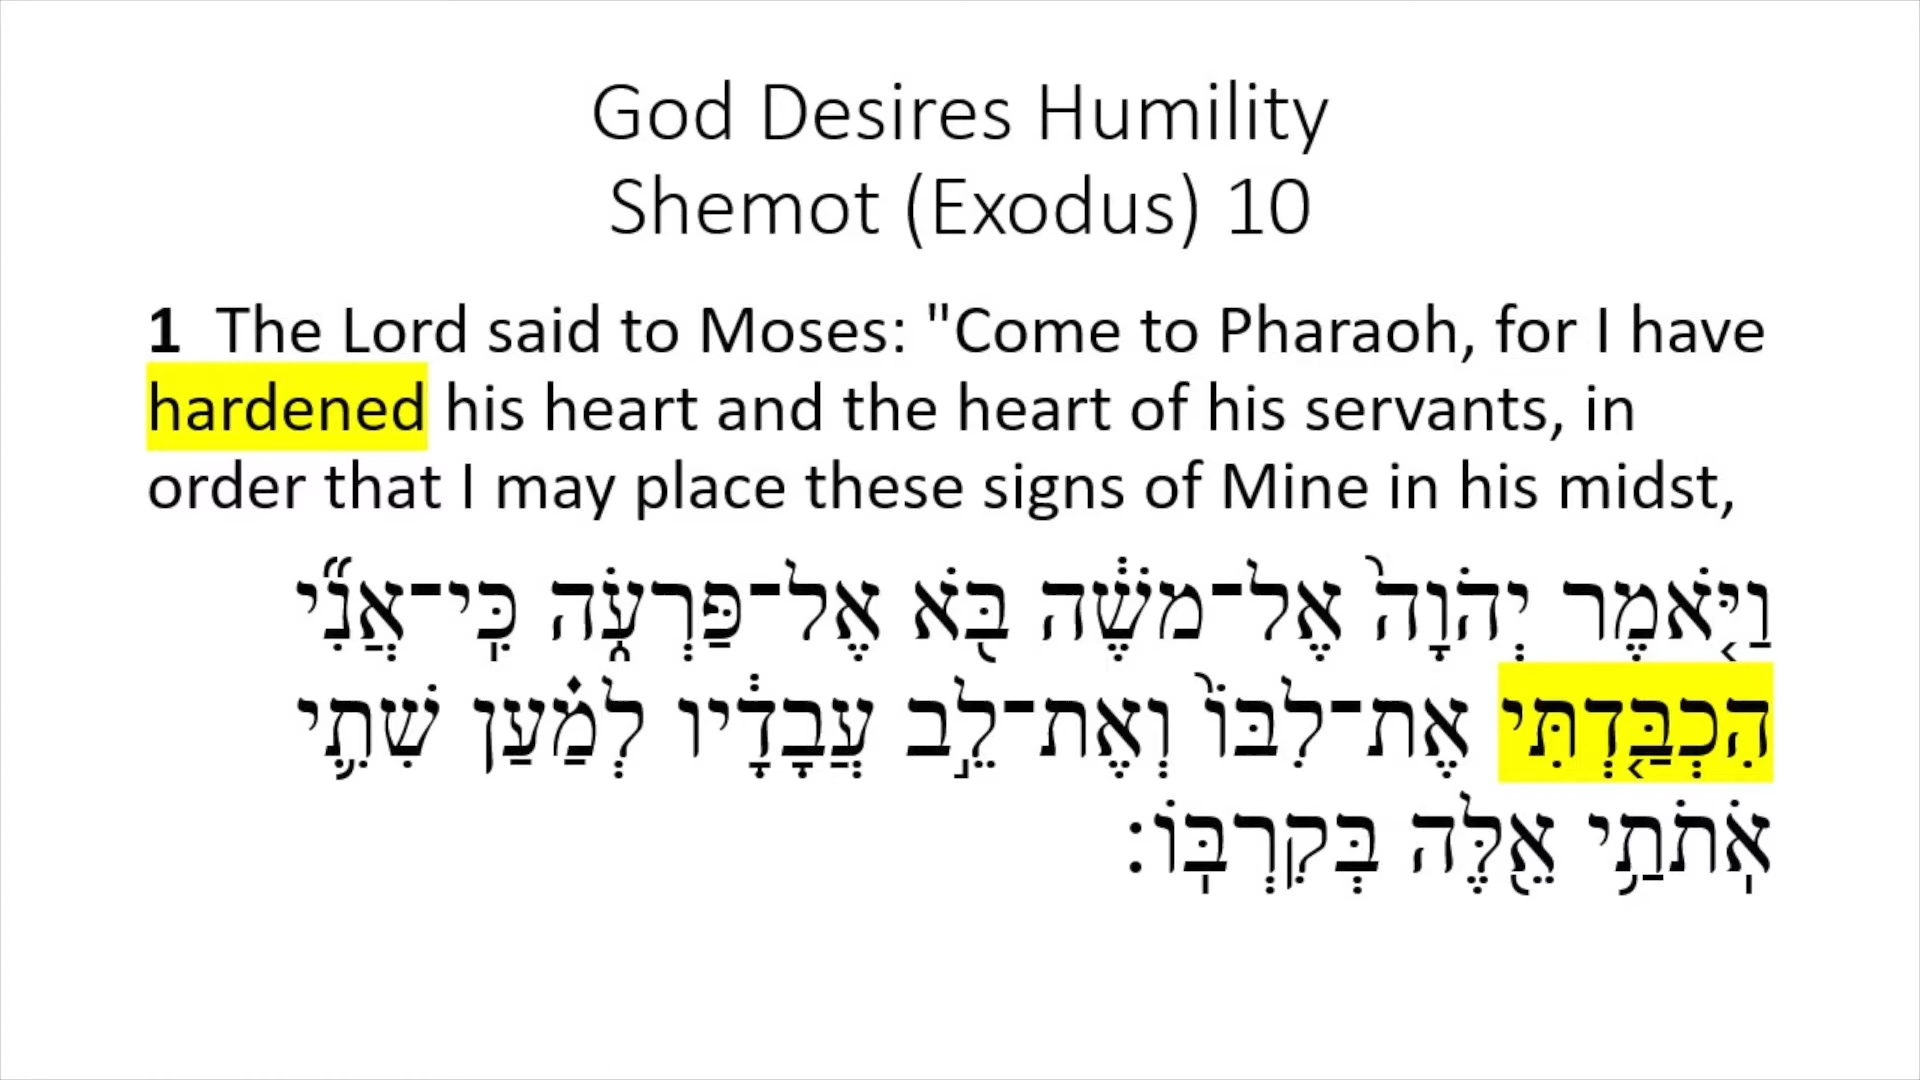 God Desires Humility
Shemot (Exodus) 10
1 The Lord said to Moses: "Come to Pharaoh, for I have
hardened his heart and the heart of his servants, in
order that I may place these signs of Mine in his midst,
וַיֹּ֤אמֶר יְהֹוָה֙ אֶל־משֶׁ֔ה בֹּ֖א אֶל־פַּרְעֹ֑ה כִּֽי־אֲנִ֞י
הִכְבַּ֤דְתִּי אֶת־לִבּוֹ֙ וְאֶת־לֵ֣ב עֲבָדָ֔יו לְמַ֗עַן שִׁתִ֛י
אֹֽתֹתַ֥י אֵ֖לֶּה בְּקִרְבּֽוֹ: